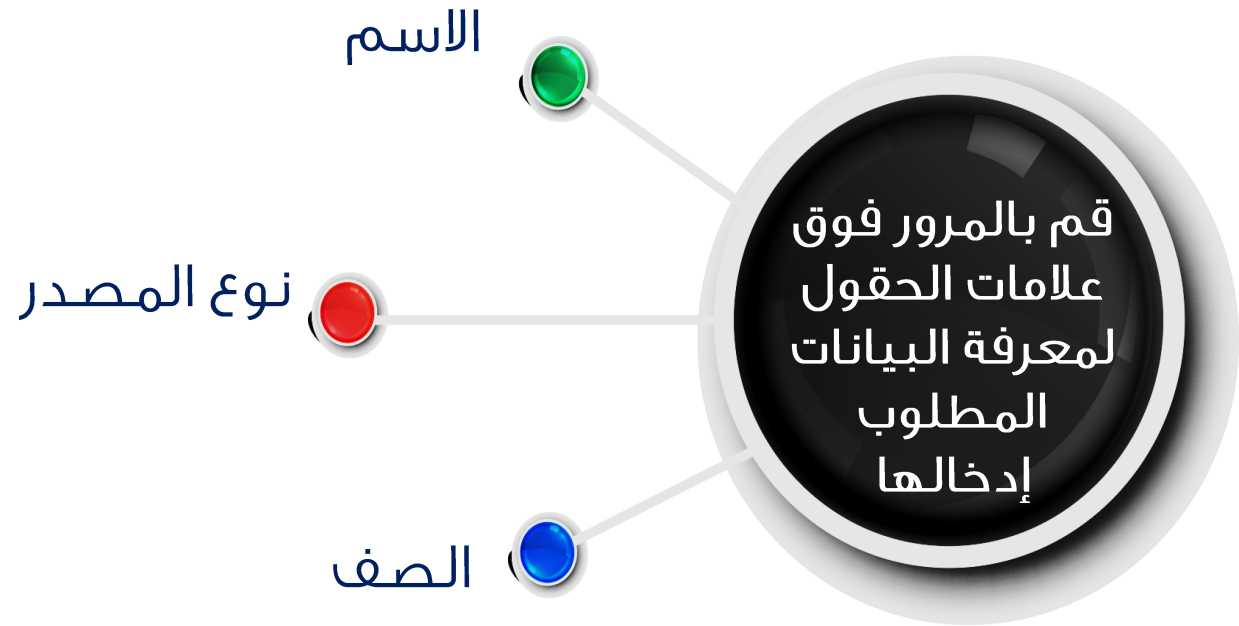 الاسم
نوع المصدر
الصف
قم بالمرور فوق
علامات الحقول
لمعرفة البيانات
المطلوب
إدخالها